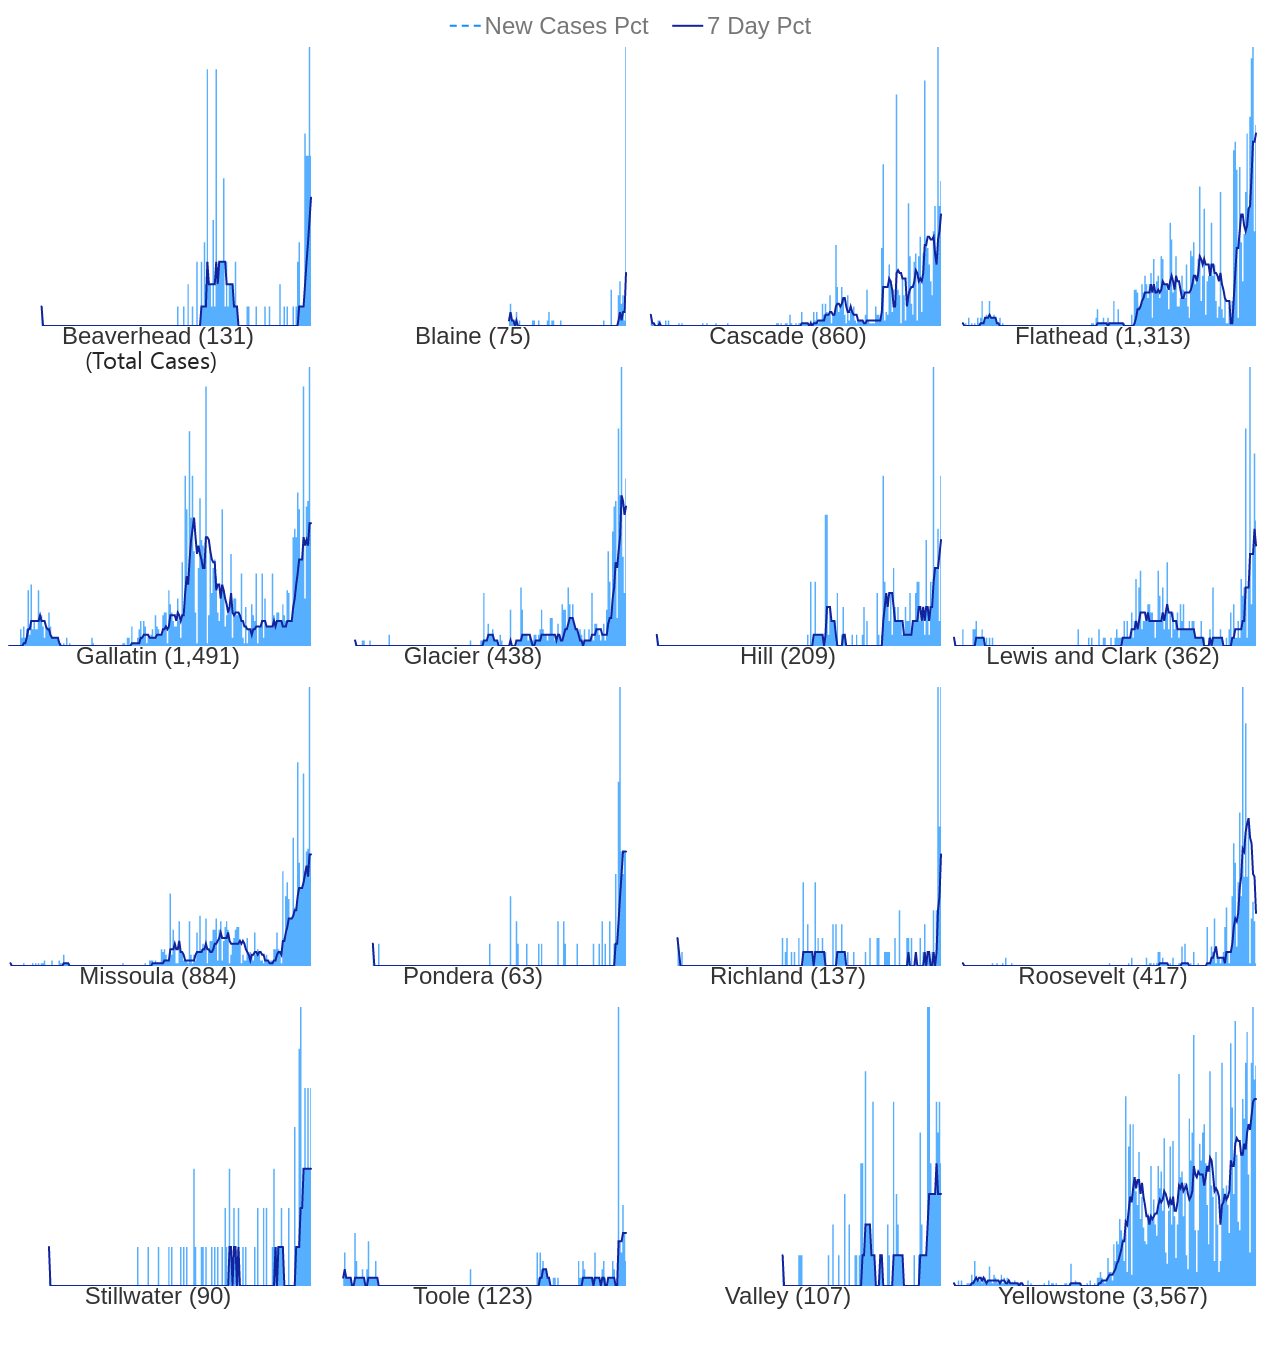 New Cases Pct 7 Day Pct
Beaverhead (131) Blaine (75) Cascade (860) Flathead (1,313)
(Total Cases)
Gallatin (1,491) Glacier (438) Hill (209) Lewis and Clark (362)
Missoula (884) Pondera (63) Richland (137) Roosevelt (417)
Stillwater (90) Toole (123) Valley (107) Yellowstone (3,567)